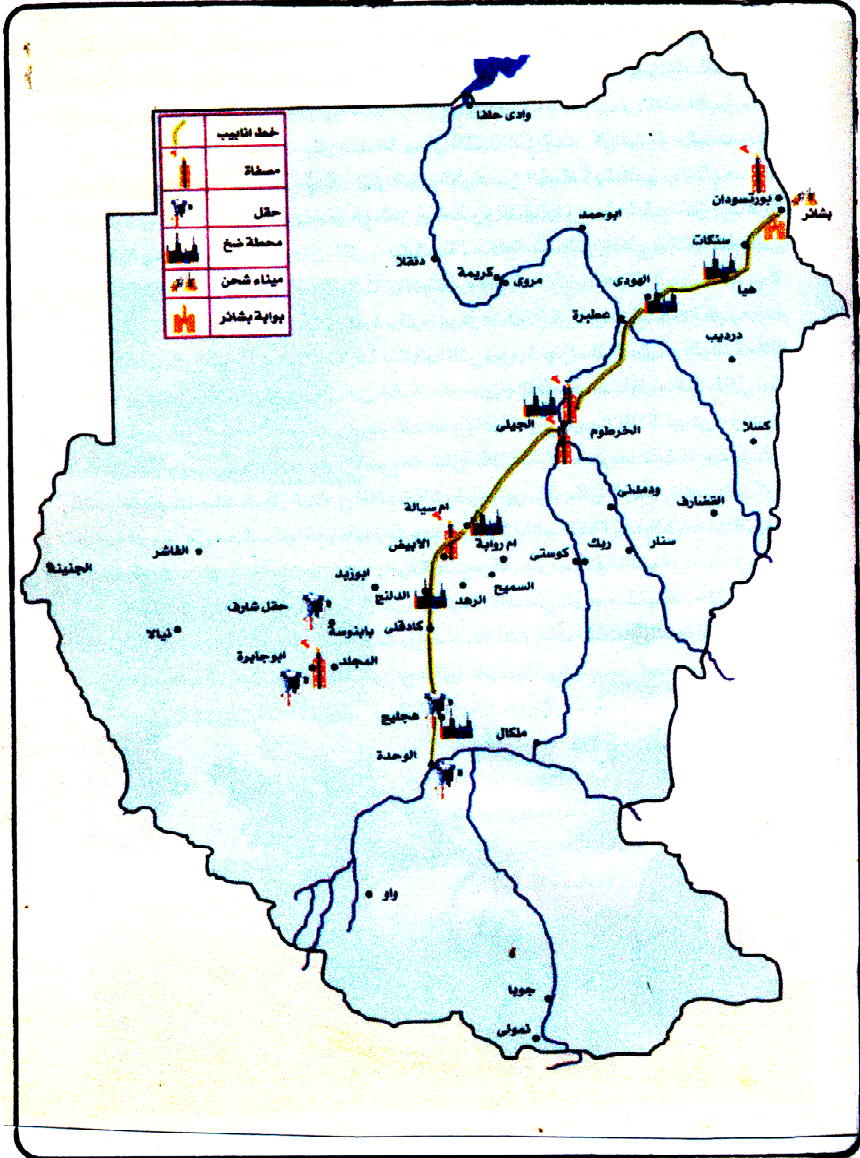 خط انابيب
مصفاة
حقل
محطة ضخ
ميناء شحن
بوابة بشائر
وادى حلفا
بورتسودان
بشائر
ابوحمد
سنكات
دنقلا
كريمة
مروى
الهودى
هيا
عطبرة
درديب
الجيلى
الخرطوم
كسلا
ودمدنى
القضارف
ام سيالة
الأبيض
ام روابة
كوستى
ربك
سنار
الجنينة
الفاشر
ابوزبد
الدلنج
الرهد
السميح
حقل شارف
بابنوسة
كادقلى
نيالا
ابوجابرة
المجلد
هجليج
ملكال
الوحدة
واو
جوبا
نمولى